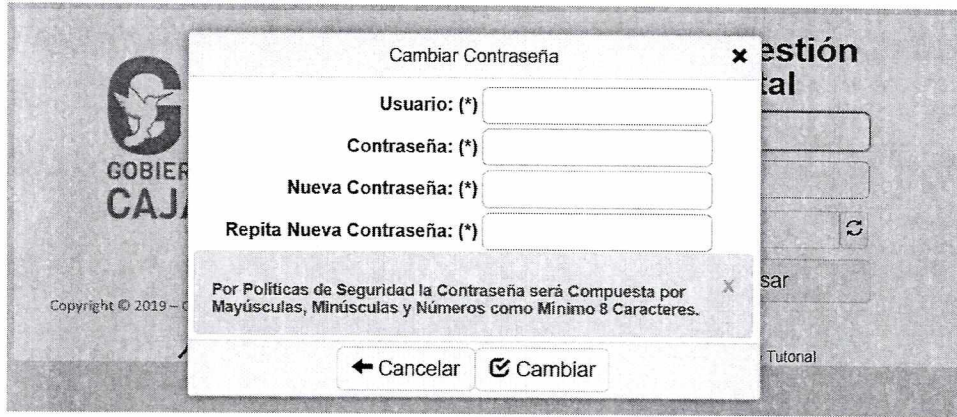 Cambiar Contraseña
estión
tal
Usuario: (*)
Contraseña: (*)
Nueva Contraseña: (*)
Repita Nueva Contraseña: (*)
Por Políticas de Seguridad la Contraseña será Compuesta por
Mayúsculas, Minúsculas y Números como Mínimo 8 Caracteres.
X
Cancelar
Cambiar
G
GOBIER
CAJA
sar
Copyright © 2019 – C
Tutorial